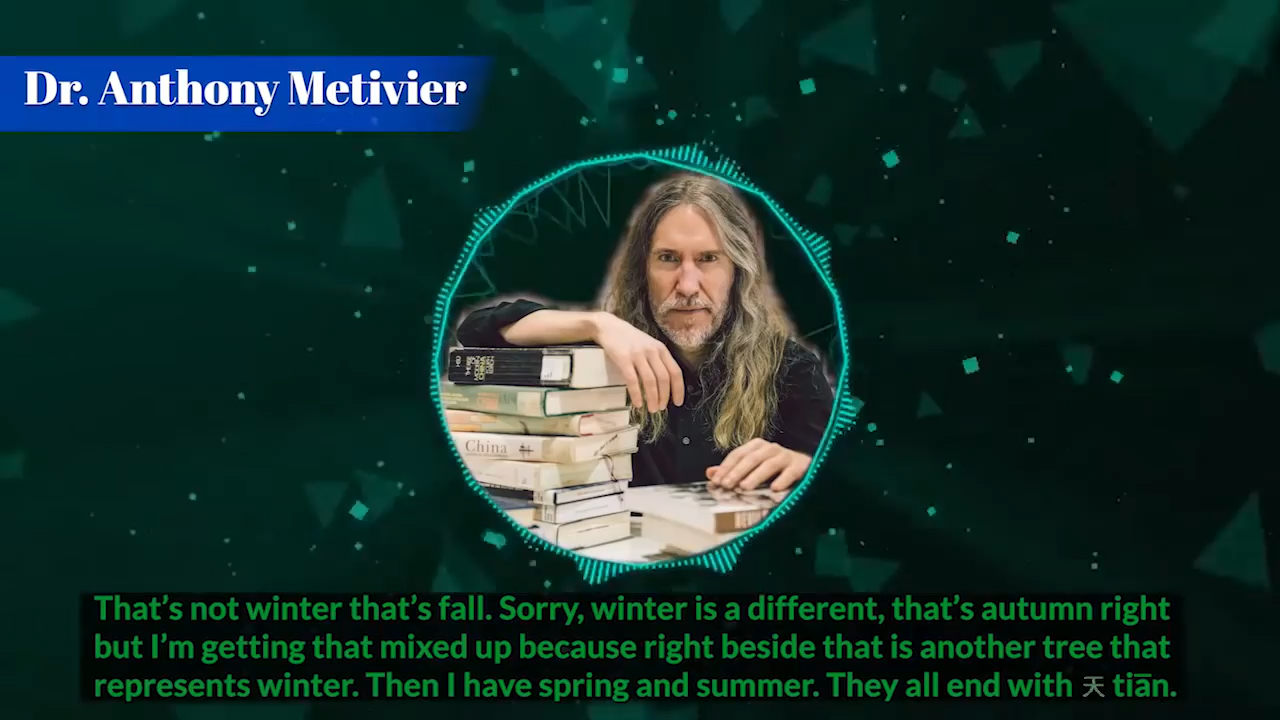 Dr. Anthony Metivier
China
That's not winter that's fall. Sorry, winter is a different, that's autumn right
but I'm getting that mixed up because right beside that is another tree that
represents winter. Then I have spring and summer. They all end with 天 tiān.